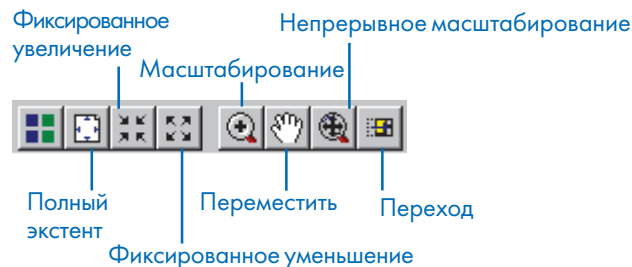 Фиксированное
увеличение
Непрерывное масштабирование
Масштабирование
Полный
экстент
Переместить
Переход
Фиксированное уменьшение